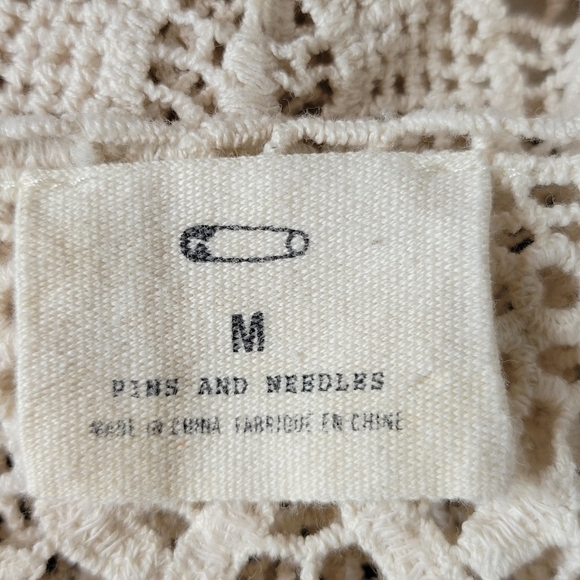 M
PINS AND NEEDLES
MADE IN CHINA FABRIQUE EN CHINE